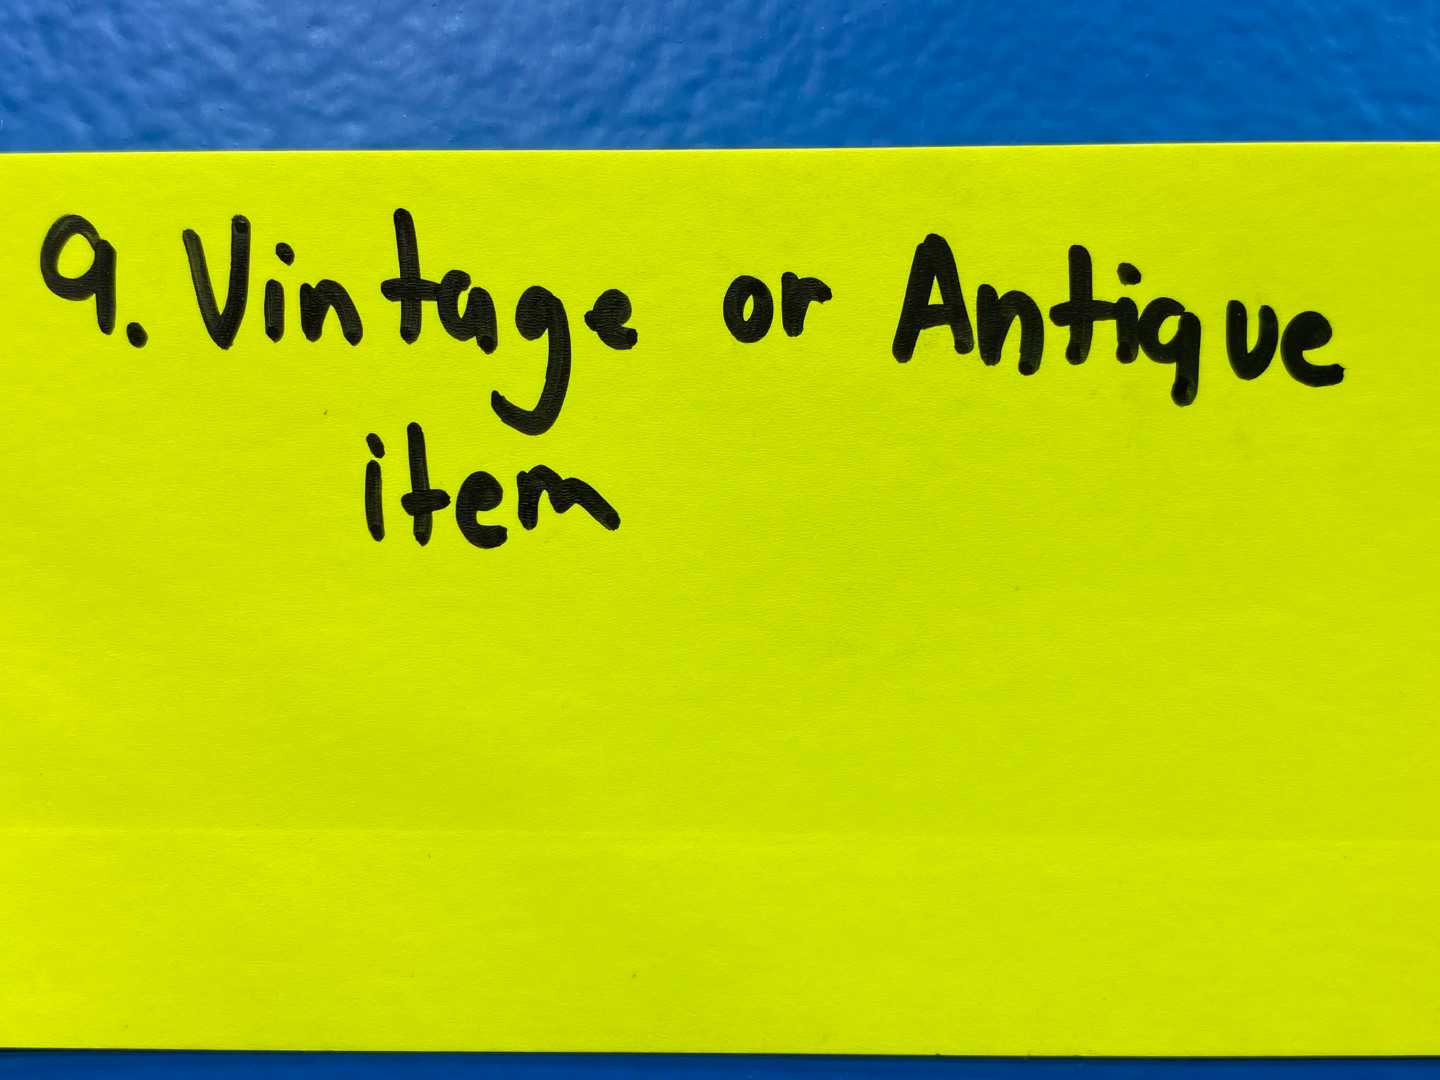 9. Vintage or Antique
item